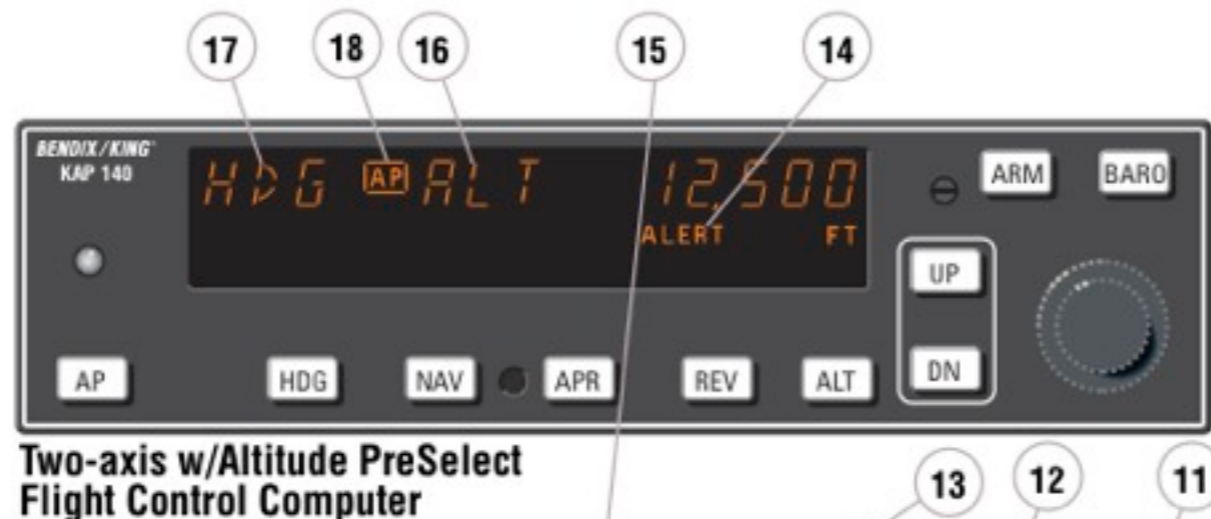 17 18 16 15 14
BENDIX/KING®
KAP 140
HDG AP ALT 12,500
ALERT FT
ARM BARO
UP
DN
AP HDG NAV APR REV ALT
Two-axis w/Altitude PreSelect
Flight Control Computer
13 12 11